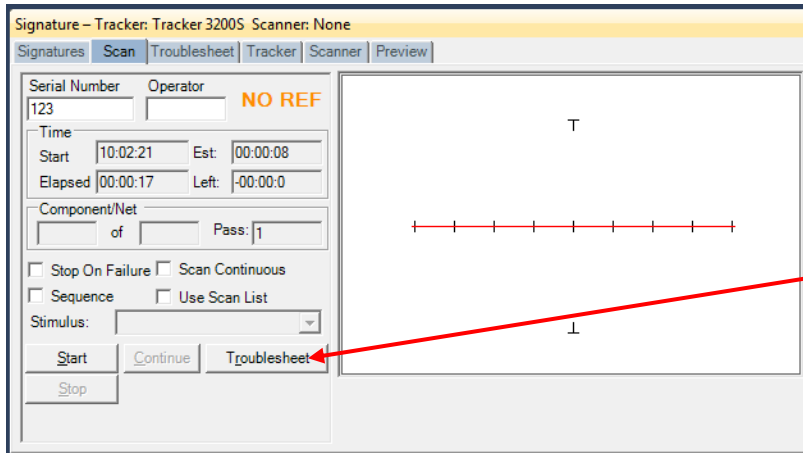 Signature – Tracker: Tracker 3200S Scanner: None
Signatures Scan Troublesheet Tracker Scanner Preview
Serial Number Operator
123 NO REF
Time
Start 10:02:21 Est: 00:00:08
Elapsed 00:00:17 Left: -00:00:0
Component/Net
of Pass: 1
Stop On Failure Scan Continuous
Sequence Use Scan List
Stimulus:
Start Continue Troublesheet
Stop